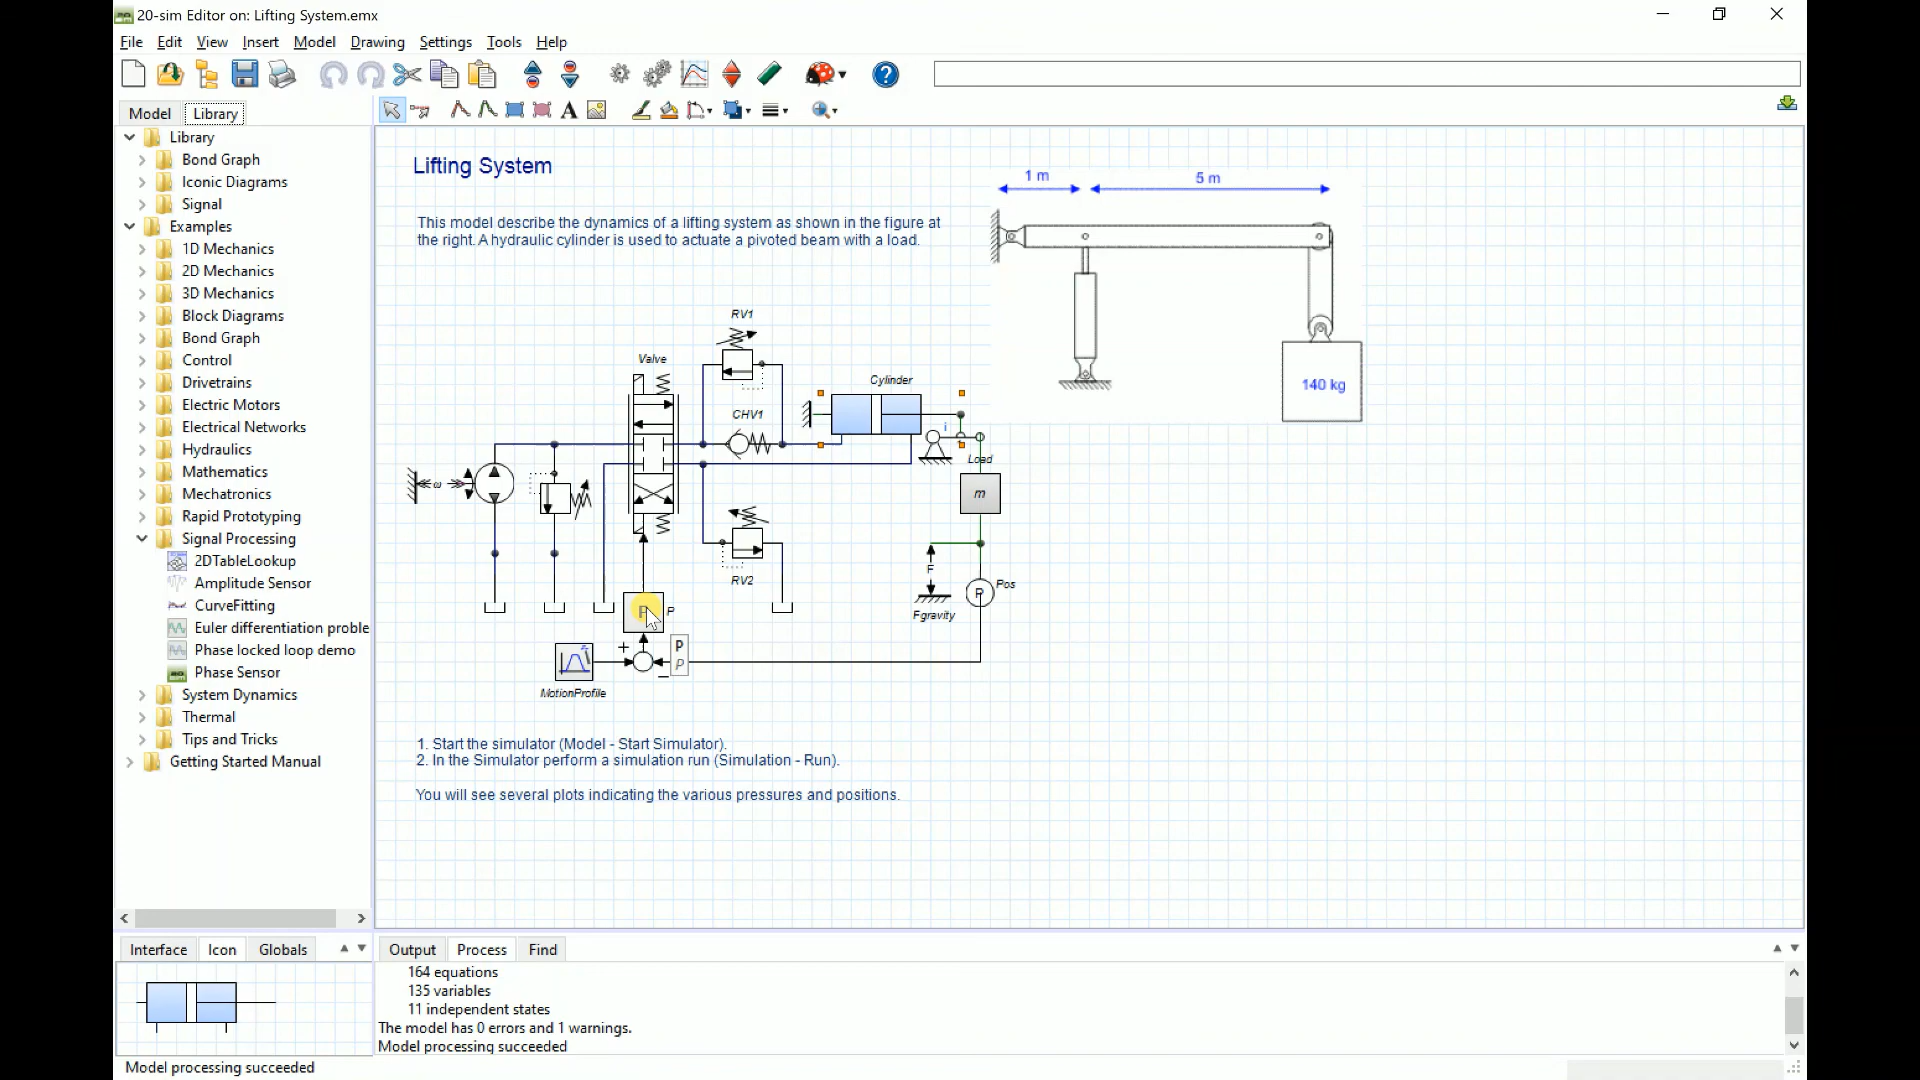 20-sim Editor on: Lifting System.emx
File Edit View Insert Model Drawing Settings Tools Help
Model Library
Library
Bond Graph
Iconic Diagrams
Signal
Examples
1D Mechanics
2D Mechanics
3D Mechanics
Block Diagrams
Bond Graph
Control
Drivetrains
Electric Motors
Electrical Networks
Hydraulics
Mathematics
Mechatronics
Rapid Prototyping
Signal Processing
2DTableLookup
Amplitude Sensor
CurveFitting
Euler differentiation proble
Phase locked loop demo
Phase Sensor
System Dynamics
Thermal
Tips and Tricks
Getting Started Manual
Interface Icon Globals
Lifting System
This model describe the dynamics of a lifting system as shown in the figure at
the right. A hydraulic cylinder is used to actuate a pivoted beam with a load.
1 m 5 m
140 kg
RV1
Valve
Cylinder
CHV1
i
Load
ω
m
RV2
F
Pos
P
Fgravity
P P
+
P
P
MotionProfile
1. Start the simulator (Model - Start Simulator).
2. In the Simulator perform a simulation run (Simulation - Run).
You will see several plots indicating the various pressures and positions.
Output Process Find
164 equations
135 variables
11 independent states
The model has 0 errors and 1 warnings.
Model processing succeeded
Model processing succeeded